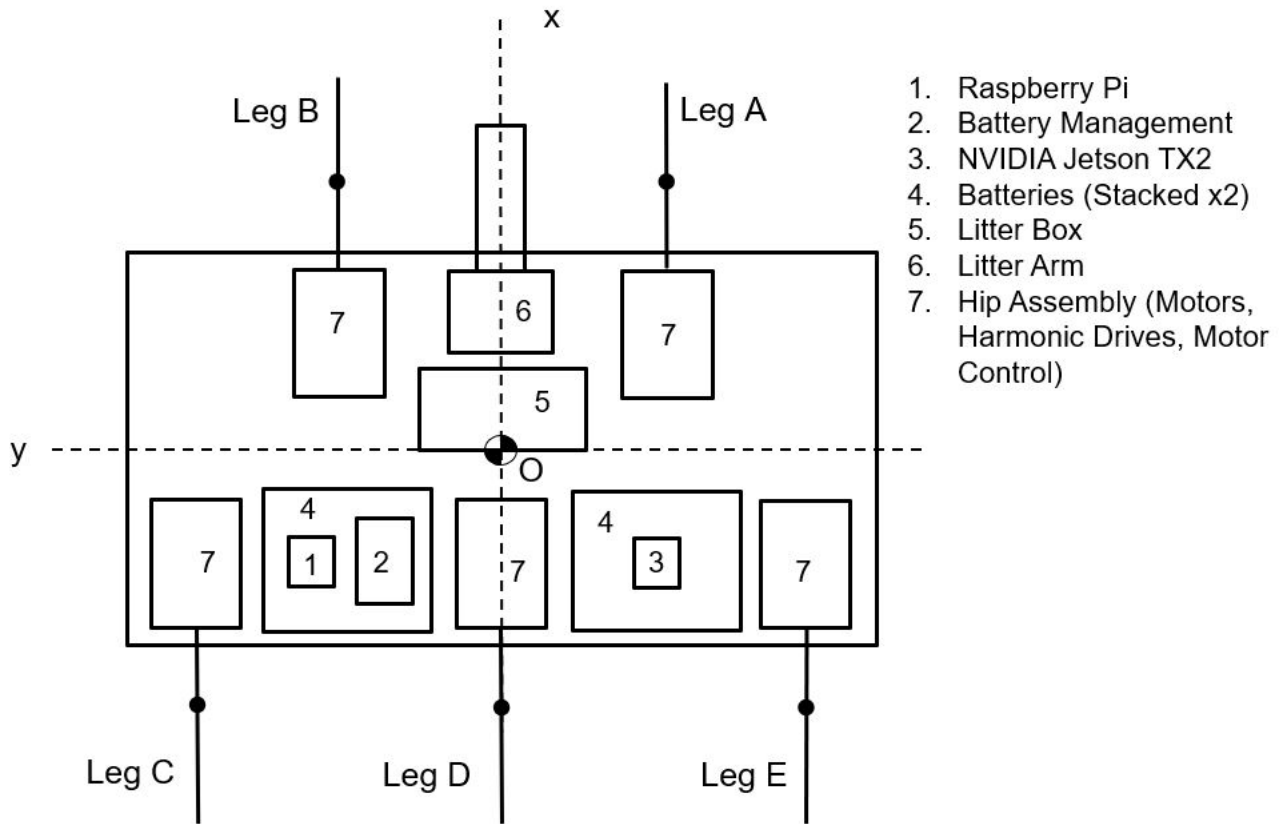 x
Leg B
Leg A
1. Raspberry Pi
2. Battery Management
3. NVIDIA Jetson TX2
4. Batteries (Stacked x2)
5. Litter Box
6. Litter Arm
7. Hip Assembly (Motors,
Harmonic Drives, Motor
Control)
7
6
7
5
y
O
4
4
7
1
2
7
3
7
Leg C
Leg D
Leg E